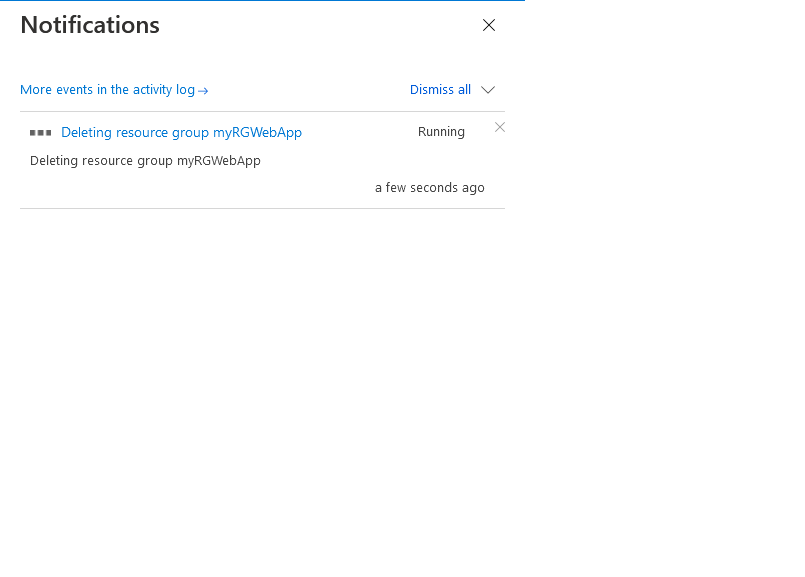 Notifications
More events in the activity log→ Dismiss all
Deleting resource group myRGWebApp Running
Deleting resource group myRGWebApp
a few seconds ago